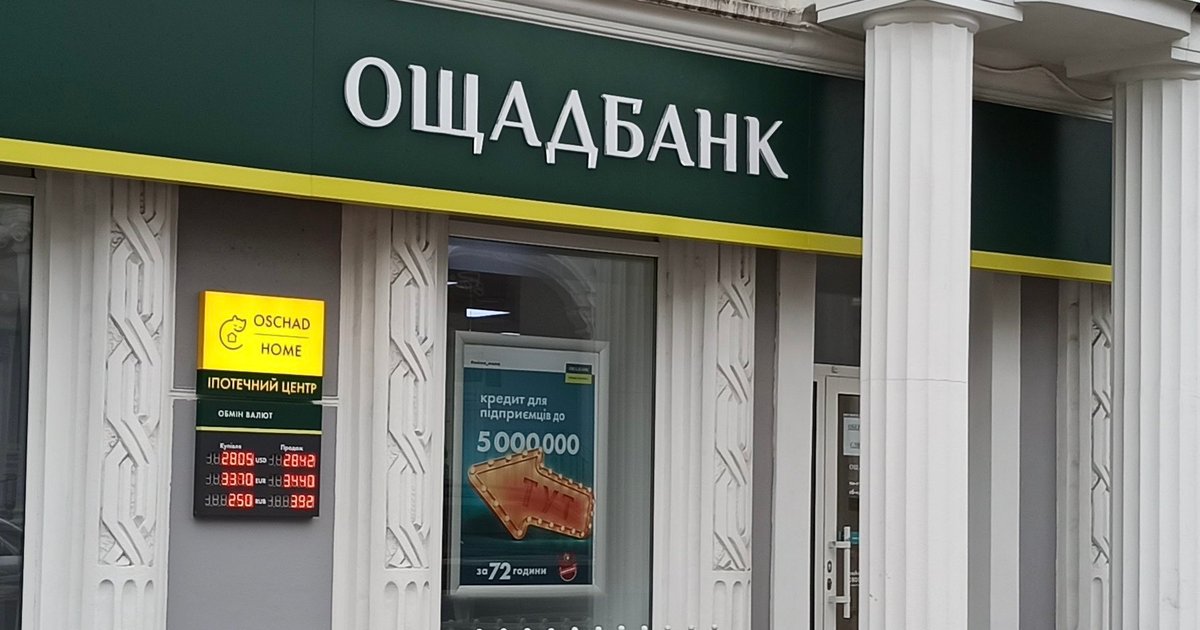 ОЩАДБАНК
OSCHAD
HOME
ІПОТЕЧНИЙ ЦЕНТР
ОБМІН ВАЛЮТ
Купівля Продаж
2805 USD 2842
3370 EUR 3440
250 RUB 392
кредит для
підприємців до
5 000 000
ТУТ
за 72 години